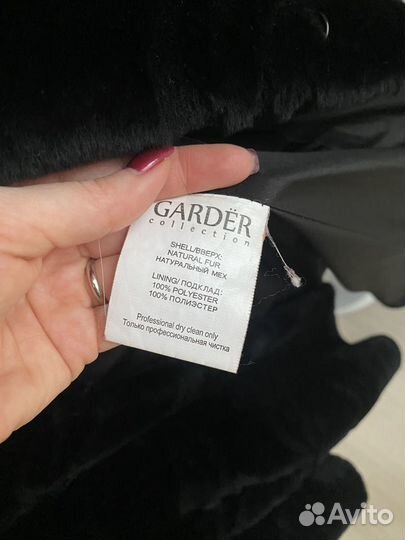 GARDËR
collection
SHELL/ВВЕРХ:
NATURAL FUR
НАТУРАЛЬНЫЙ МЕХ
LINING/ ПОДКЛАД:
100% POLYESTER
100% ПОЛИЭСТЕР
Professional dry clean only
Только профессиональная чистка
Avito